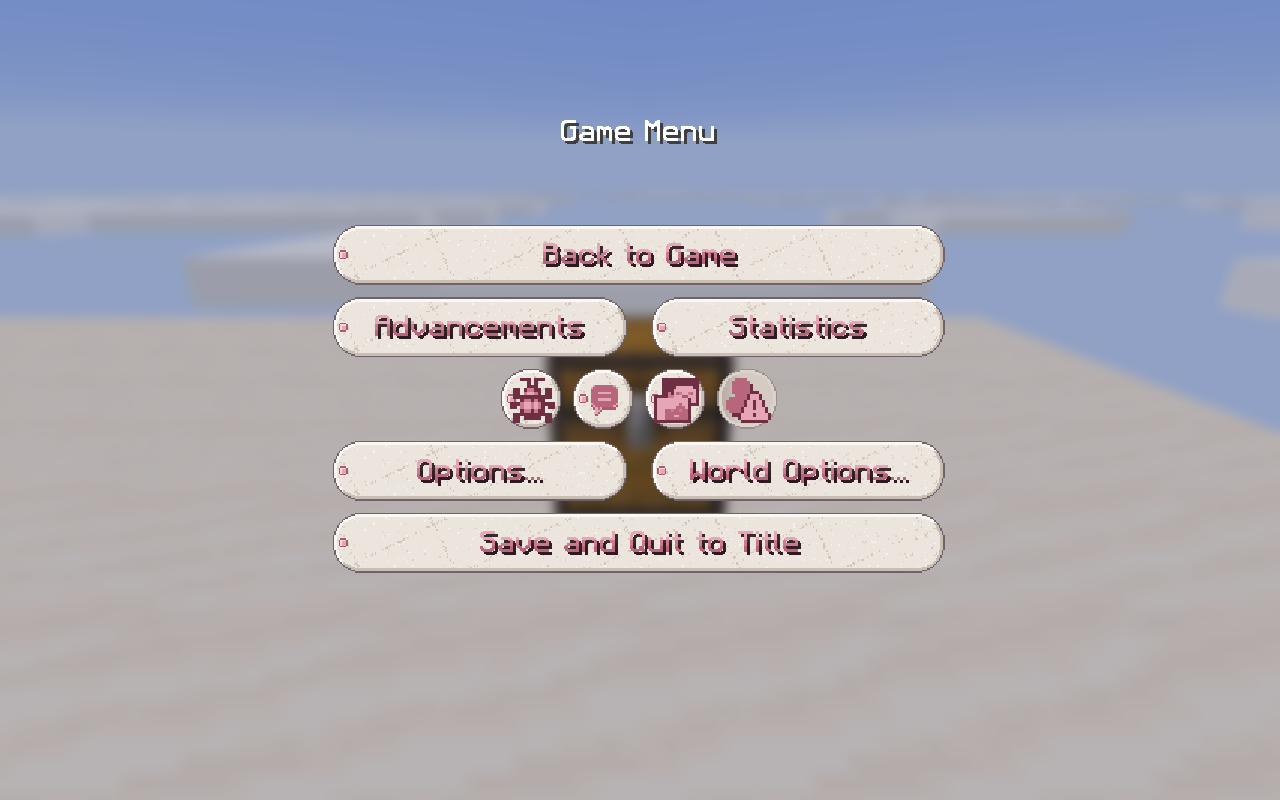 Game Menu
Back to Game
Advancements
Statistics
Options...
World Options...
Save and Quit to Title